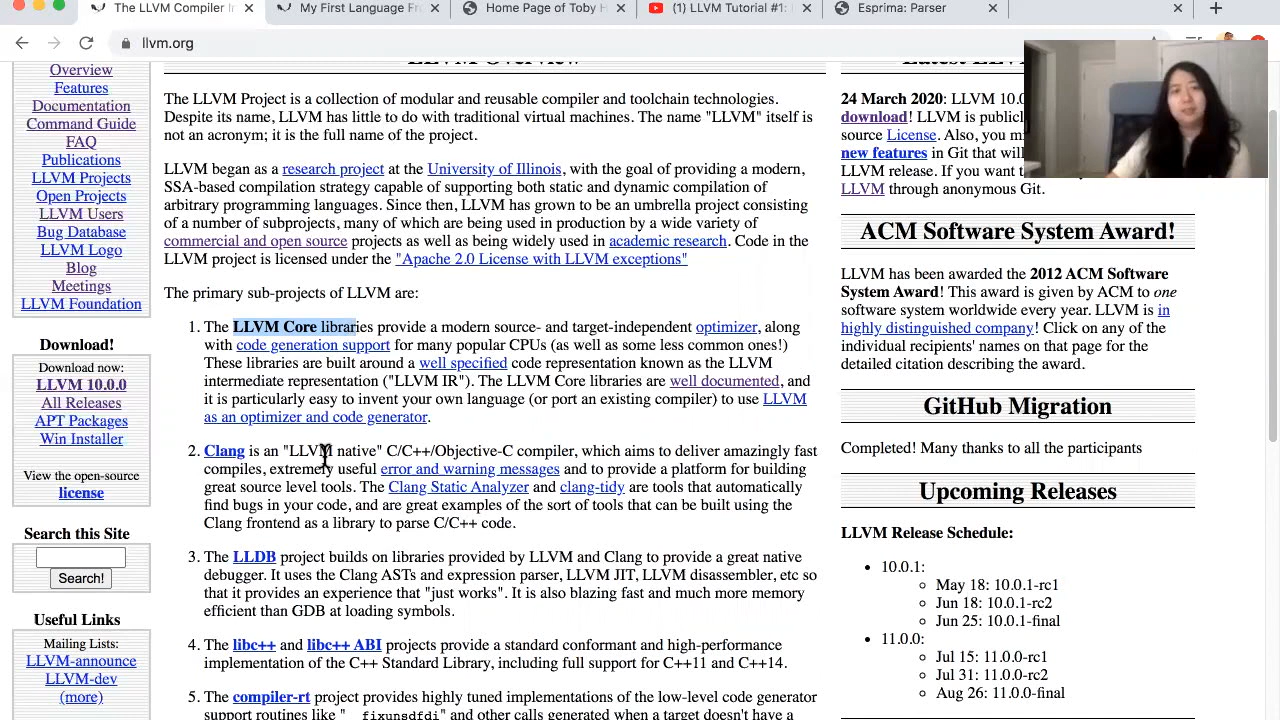 The LLVM Compiler In
My First Language Fr
Home Page of Toby H
(1) LLVM Tutorial #1:
Esprima: Parser
llvm.org
Overview
Features
Documentation
Command Guide
FAQ
Publications
LLVM Projects
Open Projects
LLVM Users
Bug Database
LLVM Logo
Blog
Meetings
LLVM Foundation
Download!
Download now:
LLVM 10.0.0
All Releases
APT Packages
Win Installer
View the open-source
license
Search this Site
Search!
Useful Links
Mailing Lists:
LLVM-announce
LLVM-dev
(more)
LLVM Overview
The LLVM Project is a collection of modular and reusable compiler and toolchain technologies.
Despite its name, LLVM has little to do with traditional virtual machines. The name "LLVM" itself is
not an acronym; it is the full name of the project.
LLVM began as a research project at the University of Illinois, with the goal of providing a modern,
SSA-based compilation strategy capable of supporting both static and dynamic compilation of
arbitrary programming languages. Since then, LLVM has grown to be an umbrella project consisting
of a number of subprojects, many of which are being used in production by a wide variety of
commercial and open source projects as well as being widely used in academic research. Code in the
LLVM project is licensed under the "Apache 2.0 License with LLVM exceptions"
The primary sub-projects of LLVM are:
1. The LLVM Core libraries provide a modern source- and target-independent optimizer, along
with code generation support for many popular CPUs (as well as some less common ones!)
These libraries are built around a well specified code representation known as the LLVM
intermediate representation ("LLVM IR"). The LLVM Core libraries are well documented, and
it is particularly easy to invent your own language (or port an existing compiler) to use LLVM
as an optimizer and code generator.
2. Clang is an "LLVM native" C/C++/Objective-C compiler, which aims to deliver amazingly fast
compiles, extremely useful error and warning messages and to provide a platform for building
great source level tools. The Clang Static Analyzer and clang-tidy are tools that automatically
find bugs in your code, and are great examples of the sort of tools that can be built using the
Clang frontend as a library to parse C/C++ code.
3. The LLDB project builds on libraries provided by LLVM and Clang to provide a great native
debugger. It uses the Clang ASTs and expression parser, LLVM JIT, LLVM disassembler, etc so
that it provides an experience that "just works". It is also blazing fast and much more memory
efficient than GDB at loading symbols.
4. The libc++ and libc++ ABI projects provide a standard conformant and high-performance
implementation of the C++ Standard Library, including full support for C++11 and C++14.
5. The compiler-rt project provides highly tuned implementations of the low-level code generator
support routines like "__fixunsdfdi" and other calls generated when a target doesn't have a
Latest LLV
24 March 2020: LLVM 10.0
download! LLVM is publicl
source License. Also, you m
new features in Git that will
LLVM release. If you want t
LLVM through anonymous Git.
ACM Software System Award!
LLVM has been awarded the 2012 ACM Software
System Award! This award is given by ACM to one
software system worldwide every year. LLVM is in
highly distinguished company! Click on any of the
individual recipients' names on that page for the
detailed citation describing the award.
GitHub Migration
Completed! Many thanks to all the participants
Upcoming Releases
LLVM Release Schedule:
10.0.1:
May 18: 10.0.1-rc1
Jun 18: 10.0.1-rc2
Jun 25: 10.0.1-final
11.0.0:
Jul 15: 11.0.0-rc1
Jul 31: 11.0.0-rc2
Aug 26: 11.0.0-final